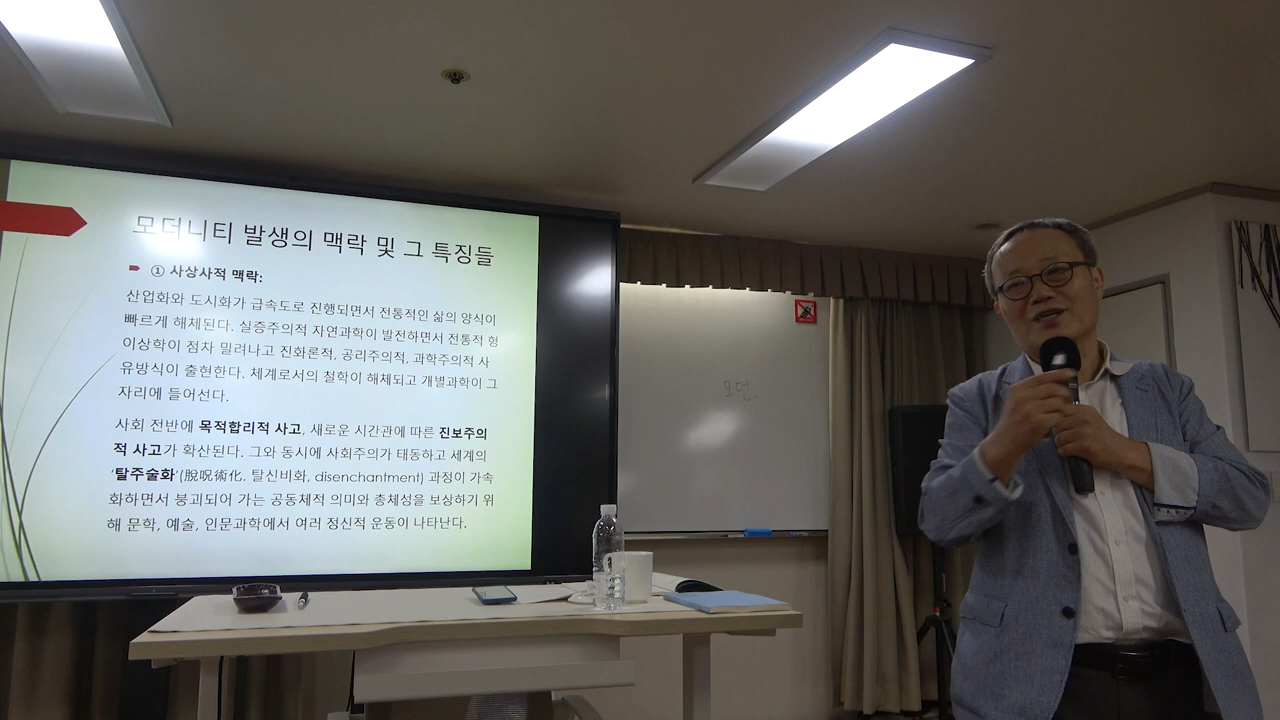 모더니티 발생의 맥락 및 그 특징들
① 사상사적 맥락:
산업화와 도시화가 급속도로 진행되면서 전통적인 삶의 양식이
빠르게 해체된다. 실증주의적 자연과학이 발전하면서 전통적 형
이상학이 점차 밀려나고 진화론적, 공리주의적, 과학주의적 사
유방식이 출현한다. 체계로서의 철학이 해체되고 개별과학이 그
자리에 들어선다.
사회 전반에 목적합리적 사고, 새로운 시간관에 따른 진보주의
적 사고가 확산된다. 그와 동시에 사회주의가 태동하고 세계의
'탈주술화'(脫呪術化. 탈신비화, disenchantment) 과정이 가속
화하면서 붕괴되어 가는 공동체적 의미와 총체성을 보상하기 위
해 문학, 예술, 인문과학에서 여러 정신적 운동이 나타난다.
모던